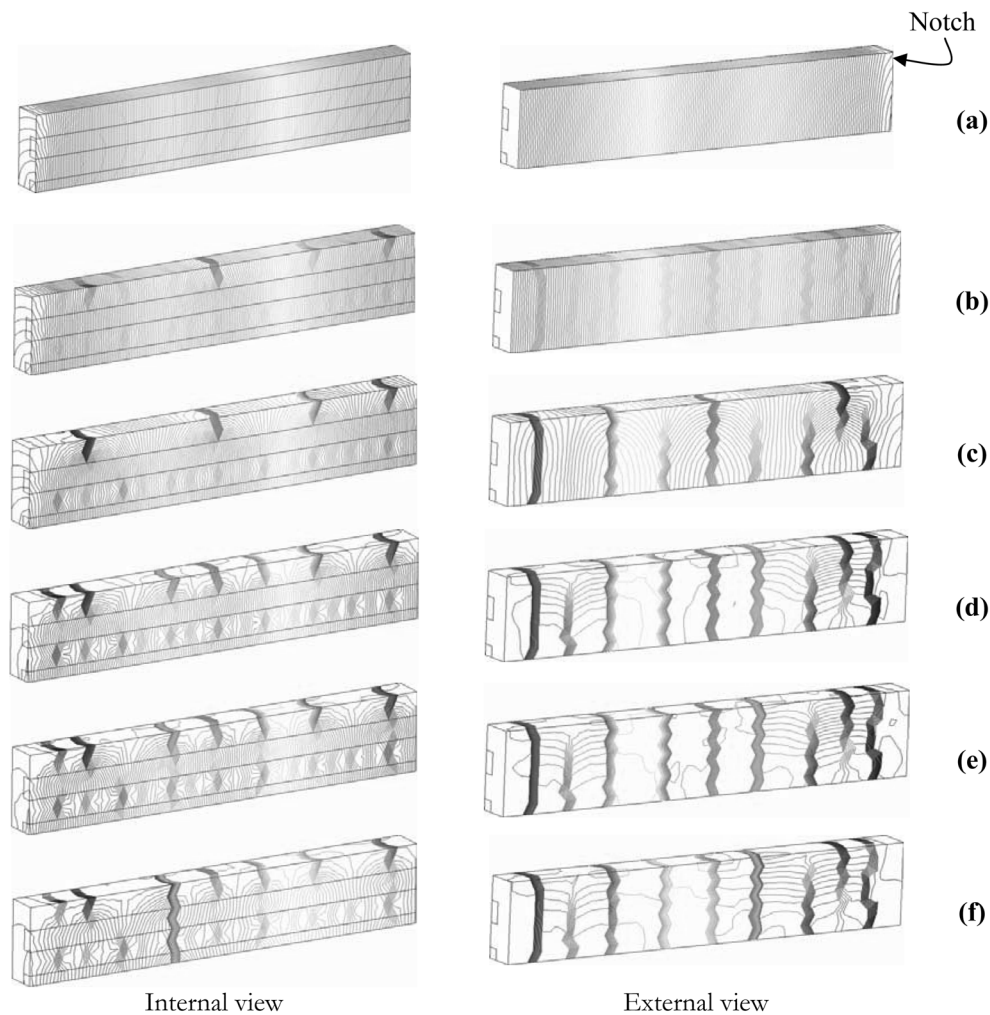 Notch
(a)
(b)
(c)
(d)
(e)
(f)
Internal view
External view